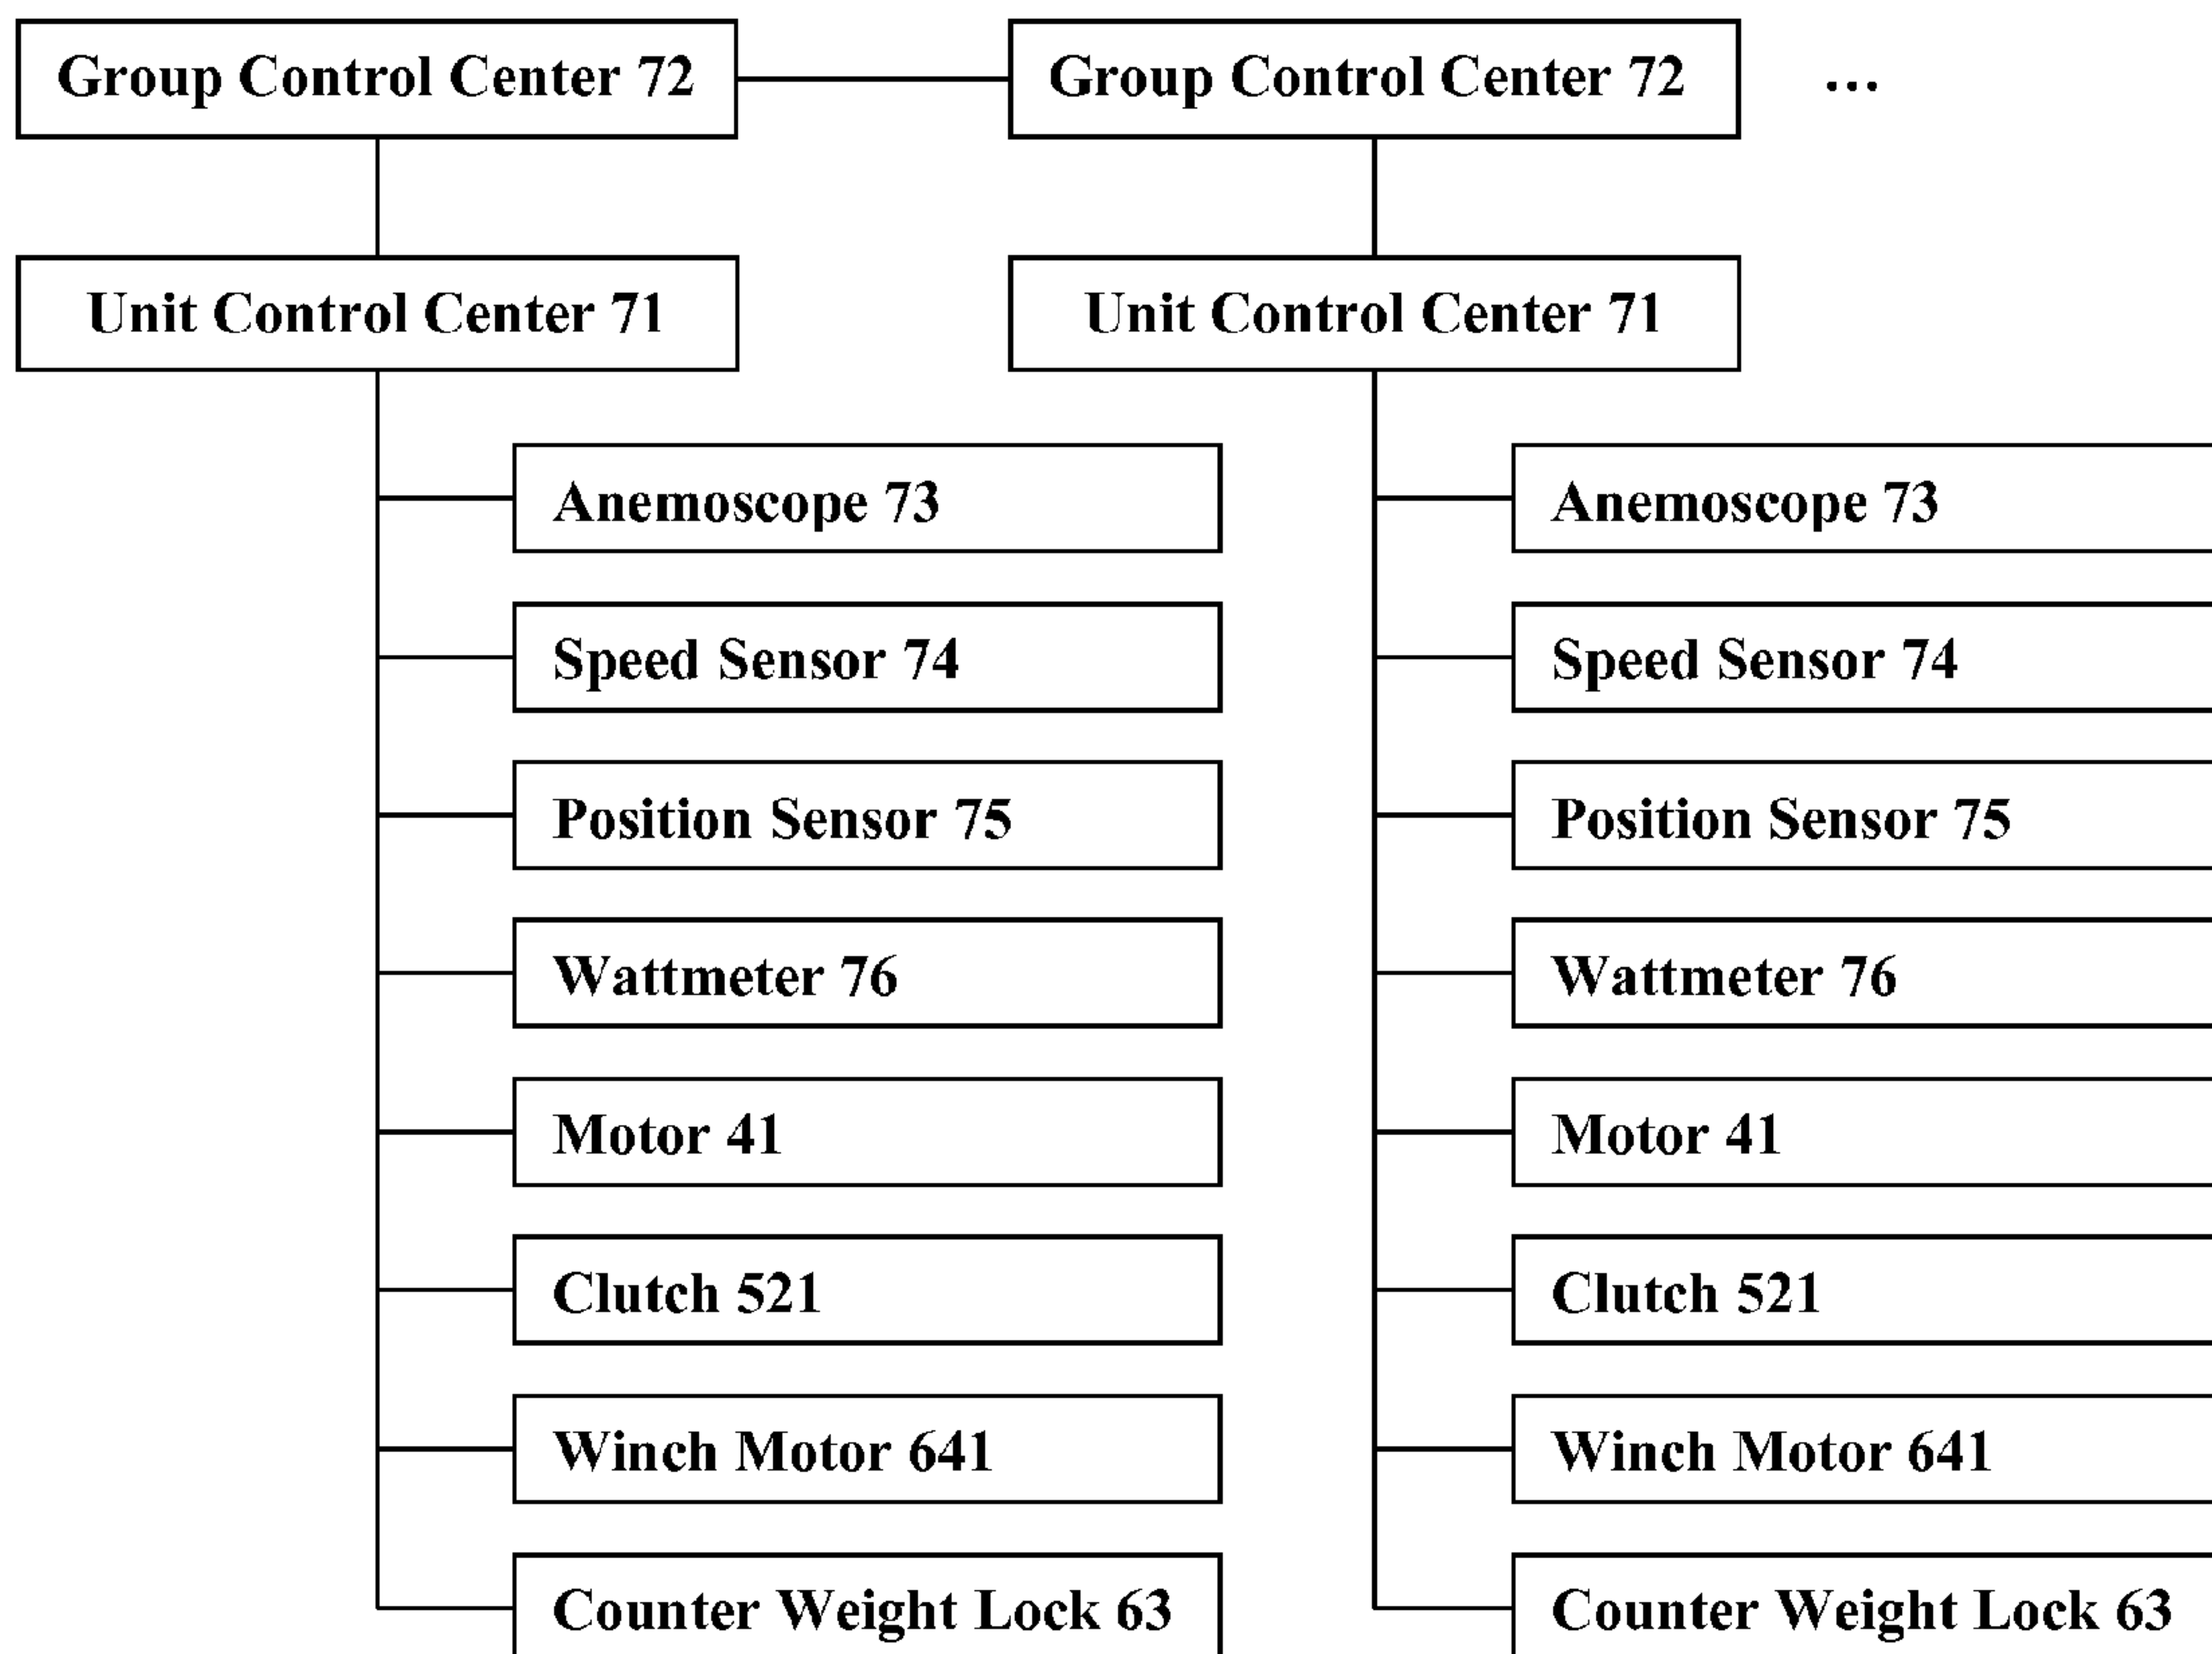 Group Control Center 72
Group Control Center 72
...
Unit Control Center 71
Unit Control Center 71
Anemoscope 73
Anemoscope 73
Speed Sensor 74
Speed Sensor 74
Position Sensor 75
Position Sensor 75
Wattmeter 76
Wattmeter 76
Motor 41
Motor 41
Clutch 521
Clutch 521
Winch Motor 641
Winch Motor 641
Counter Weight Lock 63
Counter Weight Lock 63